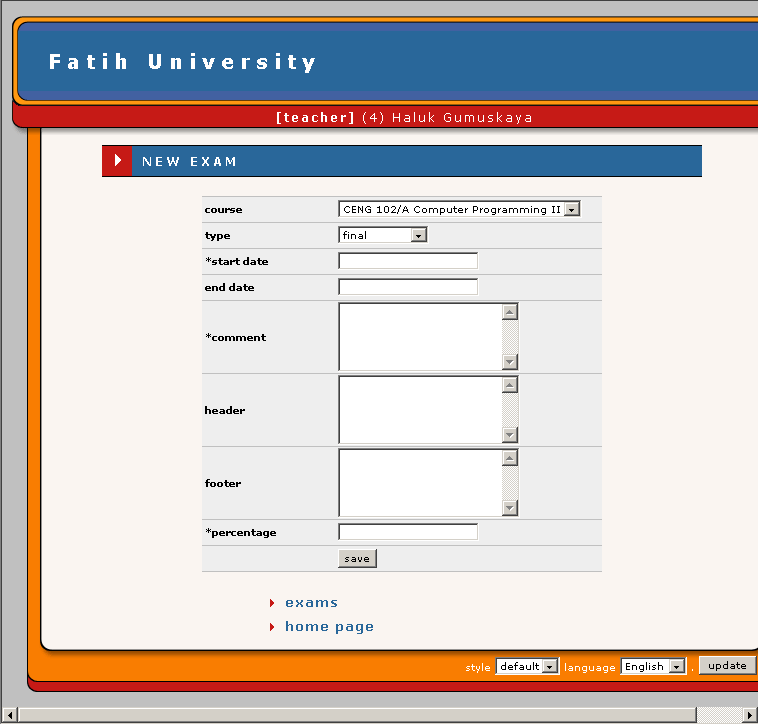 Fatih University
[teacher] (4) Haluk Gumuskaya
NEW EXAM
course CENG 102/A Computer Programming II
type final
*start date
end date
*comment
header
footer
*percentage
save
exams
home page
style default language English . update